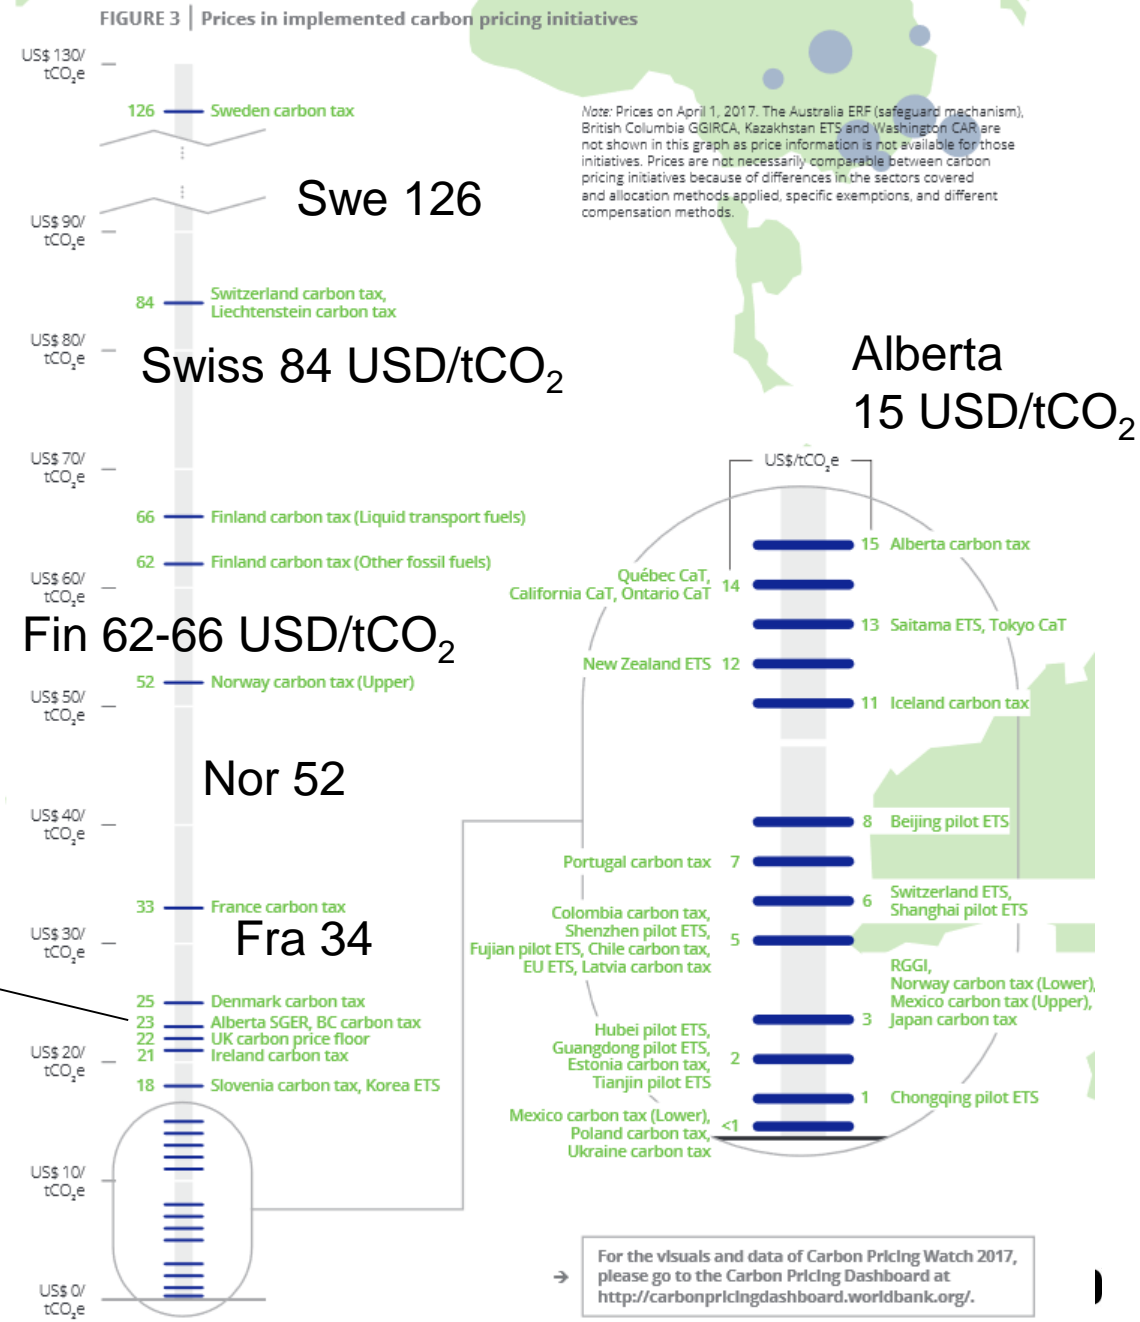 FIGURE 3 | Prices in implemented carbon pricing initiatives
US$ 130/
tCO₂e
126 Sweden carbon tax
Note: Prices on April 1, 2017. The Australia ERF (safeguard mechanism),
British Columbia GGIRCA, Kazakhstan ETS and Washington CAR are
not shown in this graph as price information is not available for those
initiatives. Prices are not necessarily comparable between carbon
pricing initiatives because of differences in the sectors covered
and allocation methods applied, specific exemptions, and different
compensation methods.
Swe 126
US$ 90/
tCO₂e
84 Switzerland carbon tax,
Liechtenstein carbon tax
US$ 80/
tCO₂e
Swiss 84 USD/tCO₂
US$ 70/
tCO₂e
66 Finland carbon tax (Liquid transport fuels)
62 Finland carbon tax (Other fossil fuels)
US$ 60/
tCO₂e
Fin 62-66 USD/tCO₂
52 Norway carbon tax (Upper)
US$ 50/
tCO₂e
Nor 52
US$ 40/
tCO₂e
33 France carbon tax
Fra 34
US$ 30/
tCO₂e
25 Denmark carbon tax
23 Alberta SGER, BC carbon tax
22 UK carbon price floor
21 Ireland carbon tax
US$ 20/
tCO₂e
18 Slovenia carbon tax, Korea ETS
US$ 10/
tCO₂e
US$ 0/
tCO₂e
Alberta
15 USD/tCO₂
US$/tCO₂e
15 Alberta carbon tax
Québec CaT,
California CaT, Ontario CaT 14
13 Saitama ETS, Tokyo CaT
New Zealand ETS 12
11 Iceland carbon tax
8 Beijing pilot ETS
Portugal carbon tax 7
6 Switzerland ETS,
Shanghai pilot ETS
Colombia carbon tax,
Shenzhen pilot ETS,
Fujian pilot ETS, Chile carbon tax,
EU ETS, Latvia carbon tax
5
RGGI,
Norway carbon tax (Lower),
Mexico carbon tax (Upper),
3 Japan carbon tax
Hubei pilot ETS,
Guangdong pilot ETS,
Estonia carbon tax,
Tianjin pilot ETS
2
1 Chongqing pilot ETS
Mexico carbon tax (Lower),
Poland carbon tax,
Ukraine carbon tax
<1
→ For the visuals and data of Carbon Pricing Watch 2017,
please go to the Carbon Pricing Dashboard at
http://carbonpricingdashboard.worldbank.org/.